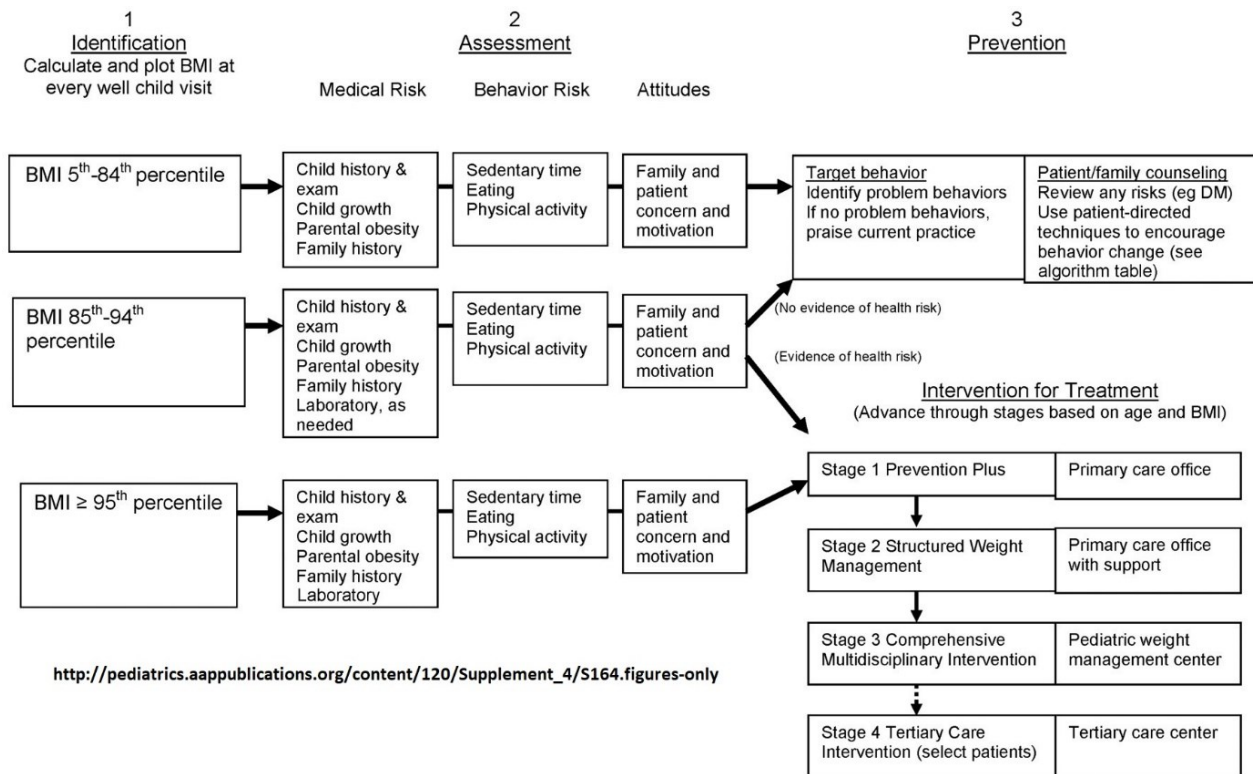 1
Identification
Calculate and plot BMI at
every well child visit
2
Assessment
Medical Risk
Behavior Risk
Attitudes
3
Prevention
BMI 5th-84th percentile
Child history &
exam
Child growth
Parental obesity
Family history
Sedentary time
Eating
Physical activity
Family and
patient
concern and
motivation
Target behavior
Identify problem behaviors
If no problem behaviors,
praise current practice
Patient/family counseling
Review any risks (eg DM)
Use patient-directed
techniques to encourage
behavior change (see
algorithm table)
BMI 85th-94th
percentile
Child history &
exam
Child growth
Parental obesity
Family history
Laboratory, as
needed
Sedentary time
Eating
Physical activity
Family and
patient
concern and
motivation
(No evidence of health risk)
(Evidence of health risk)
Intervention for Treatment
(Advance through stages based on age and BMI)
BMI ≥ 95th percentile
Child history &
exam
Child growth
Parental obesity
Family history
Laboratory
Sedentary time
Eating
Physical activity
Family and
patient
concern and
motivation
Stage 1 Prevention Plus
Primary care office
Stage 2 Structured Weight
Management
Primary care office
with support
Stage 3 Comprehensive
Multidisciplinary Intervention
Pediatric weight
management center
Stage 4 Tertiary Care
Intervention (select patients)
Tertiary care center
http://pediatrics.aappublications.org/content/120/Supplement_4/S164.figures-only